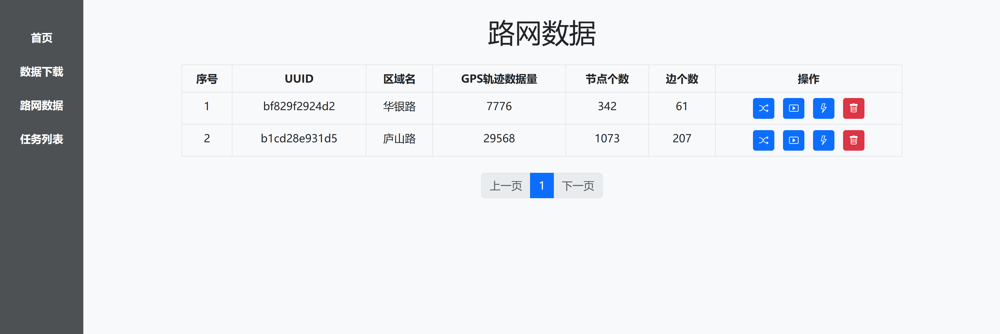 首页
数据下载
路网数据
任务列表
路网数据
序号 UUID 区域名 GPS轨迹数据量 节点个数 边个数 操作
1 bf829f2924d2 华银路 7776 342 61
2 b1cd28e931d5 庐山路 29568 1073 207
上一页 1 下一页